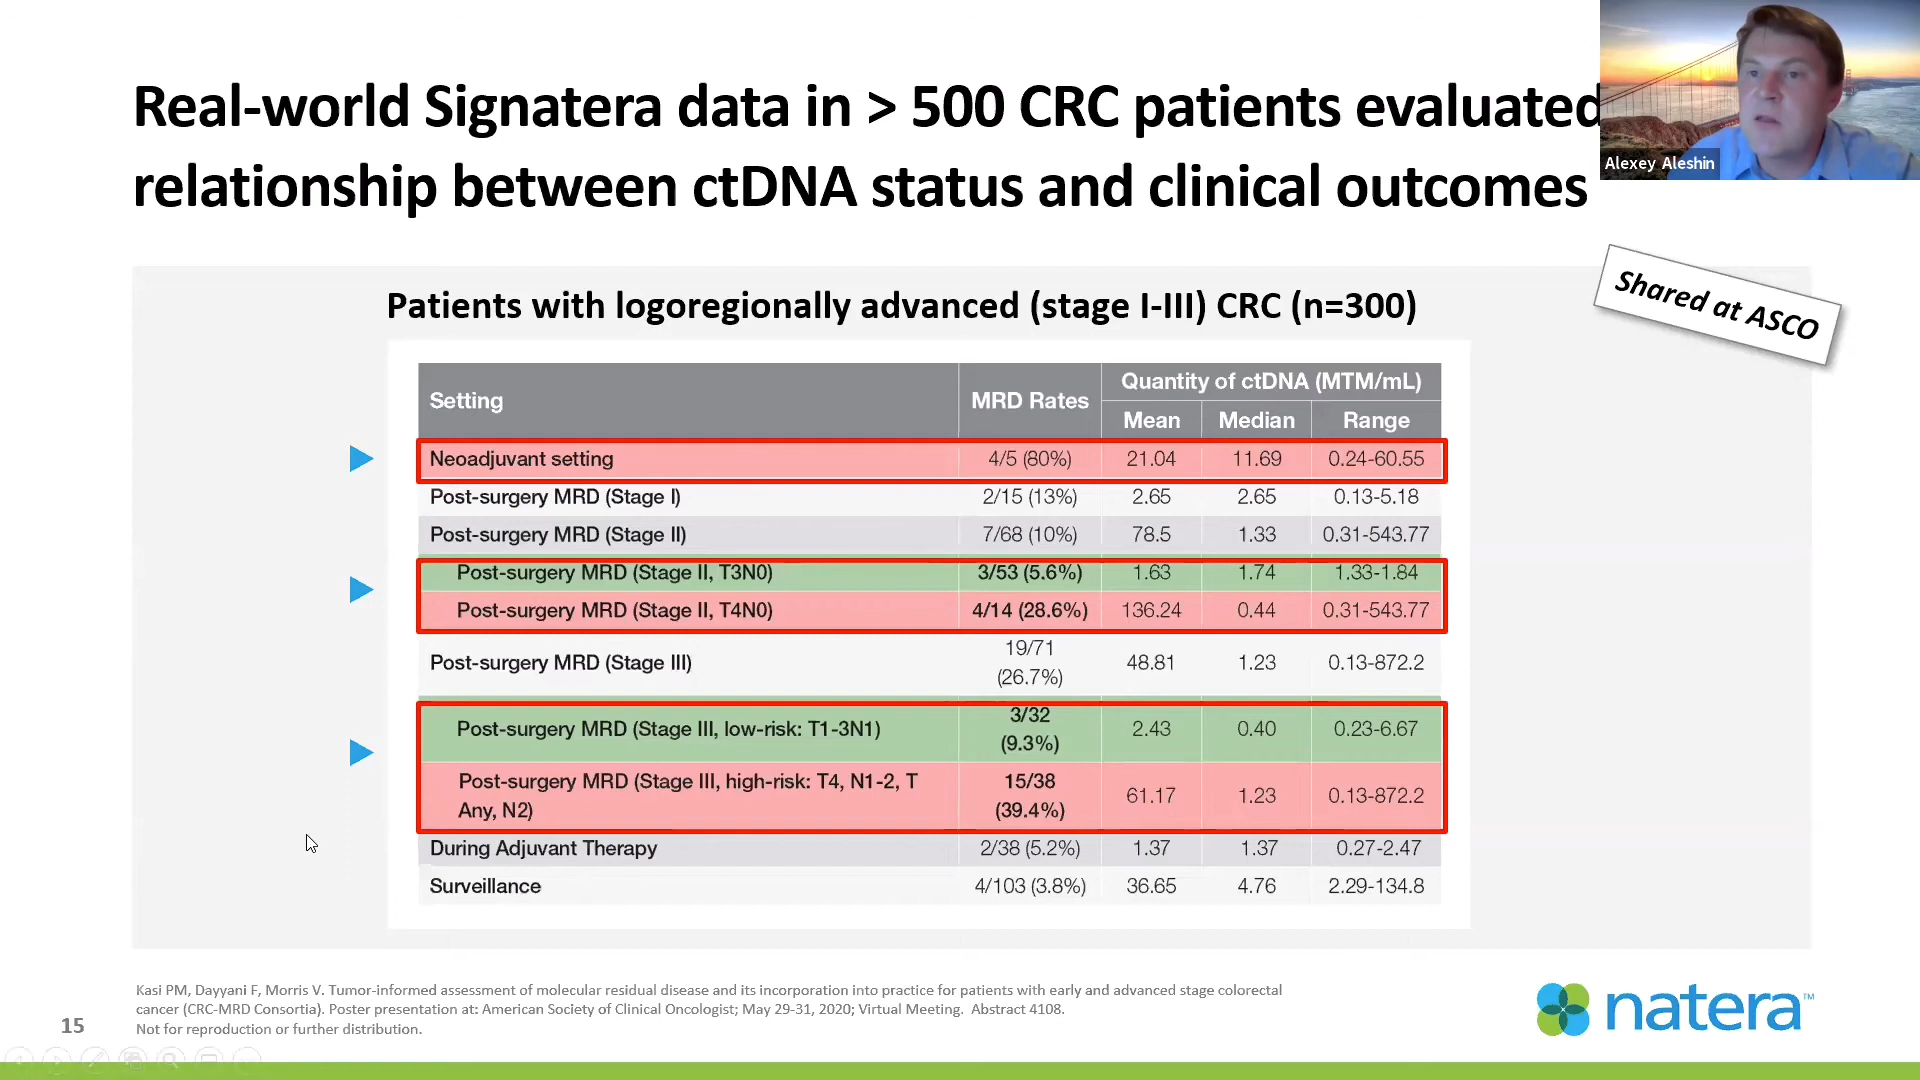 Real-world Signatera data in > 500 CRC patients evaluated
relationship between ctDNA status and clinical outcomes
Alexey Aleshin
Shared at ASCO
Patients with logoregionally advanced (stage I-III) CRC (n=300)
Setting MRD Rates Quantity of ctDNA (MTM/mL)
Mean Median Range
Neoadjuvant setting 4/5 (80%) 21.04 11.69 0.24-60.55
Post-surgery MRD (Stage I) 2/15 (13%) 2.65 2.65 0.13-5.18
Post-surgery MRD (Stage II) 7/68 (10%) 78.5 1.33 0.31-543.77
Post-surgery MRD (Stage II, T3N0) 3/53 (5.6%) 1.63 1.74 1.33-1.84
Post-surgery MRD (Stage II, T4N0) 4/14 (28.6%) 136.24 0.44 0.31-543.77
Post-surgery MRD (Stage III) 19/71 (26.7%) 48.81 1.23 0.13-872.2
Post-surgery MRD (Stage III, low-risk: T1-3N1) 3/32 (9.3%) 2.43 0.40 0.23-6.67
Post-surgery MRD (Stage III, high-risk: T4, N1-2, T
Any, N2) 15/38 (39.4%) 61.17 1.23 0.13-872.2
During Adjuvant Therapy 2/38 (5.2%) 1.37 1.37 0.27-2.47
Surveillance 4/103 (3.8%) 36.65 4.76 2.29-134.8
Kasi PM, Dayyani F, Morris V. Tumor-informed assessment of molecular residual disease and its incorporation into practice for patients with early and advanced stage colorectal
cancer (CRC-MRD Consortia). Poster presentation at: American Society of Clinical Oncologist; May 29-31, 2020; Virtual Meeting. Abstract 4108.
Not for reproduction or further distribution.
15
natera™